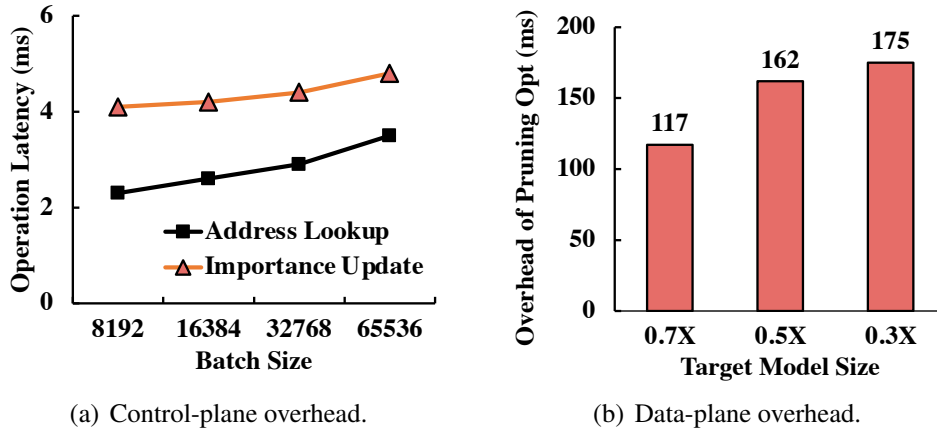 Operation Latency (ms)
6
4
2
0
Address Lookup
Importance Update
8192 16384 32768 65536
Batch Size
(a) Control-plane overhead.
Overhead of Pruning Opt (ms)
200
150
100
50
0
117
162
175
0.7X 0.5X 0.3X
Target Model Size
(b) Data-plane overhead.